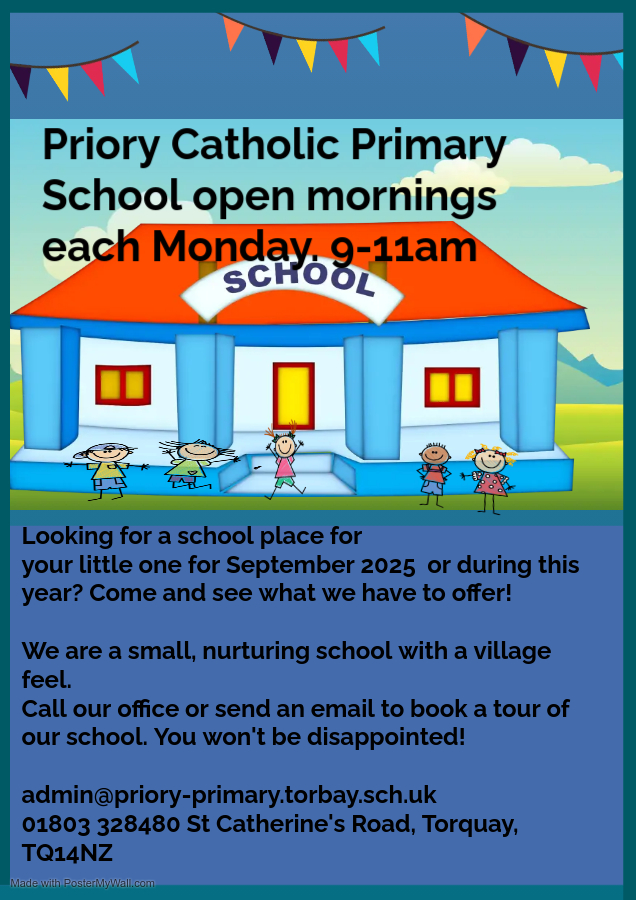 Priory Catholic Primary
School open mornings
each Monday. 9-11am
SCHOOL
Looking for a school place for
your little one for September 2025 or during this
year? Come and see what we have to offer!
We are a small, nurturing school with a village
feel.
Call our office or send an email to book a tour of
our school. You won't be disappointed!
admin@priory-primary.torbay.sch.uk
01803 328480 St Catherine's Road, Torquay,
TQ14NZ
Made with PosterMyWall.com